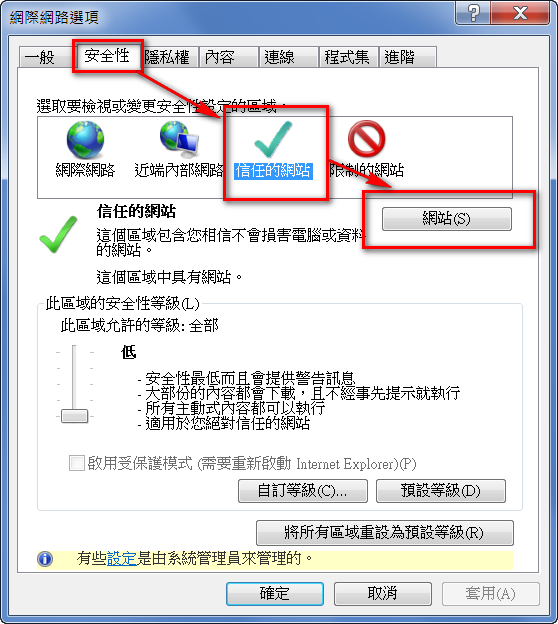 網際網路選項
一般 安全性 隱私權 內容 連線 程式集 進階
選取要檢視或變更安全性設定的區域。
網際網路 近端內部網路 信任的網站 限制的網站
信任的網站
網站(S)
這個區域包含您相信不會損害電腦或資料
的網站。
這個區域中具有網站。
此區域的安全性等級(L)
此區域允許的等級: 全部
低
- 安全性最低而且會提供警告訊息
- 大部份的內容都會下載，且不經事先提示就執行
- 所有主動式內容都可以執行
- 適用於您絕對信任的網站
啟用受保護模式 (需要重新啟動 Internet Explorer)(P)
自訂等級(C)... 預設等級(D)
將所有區域重設為預設等級(R)
有些設定是由系統管理員來管理的。
確定 取消 套用(A)